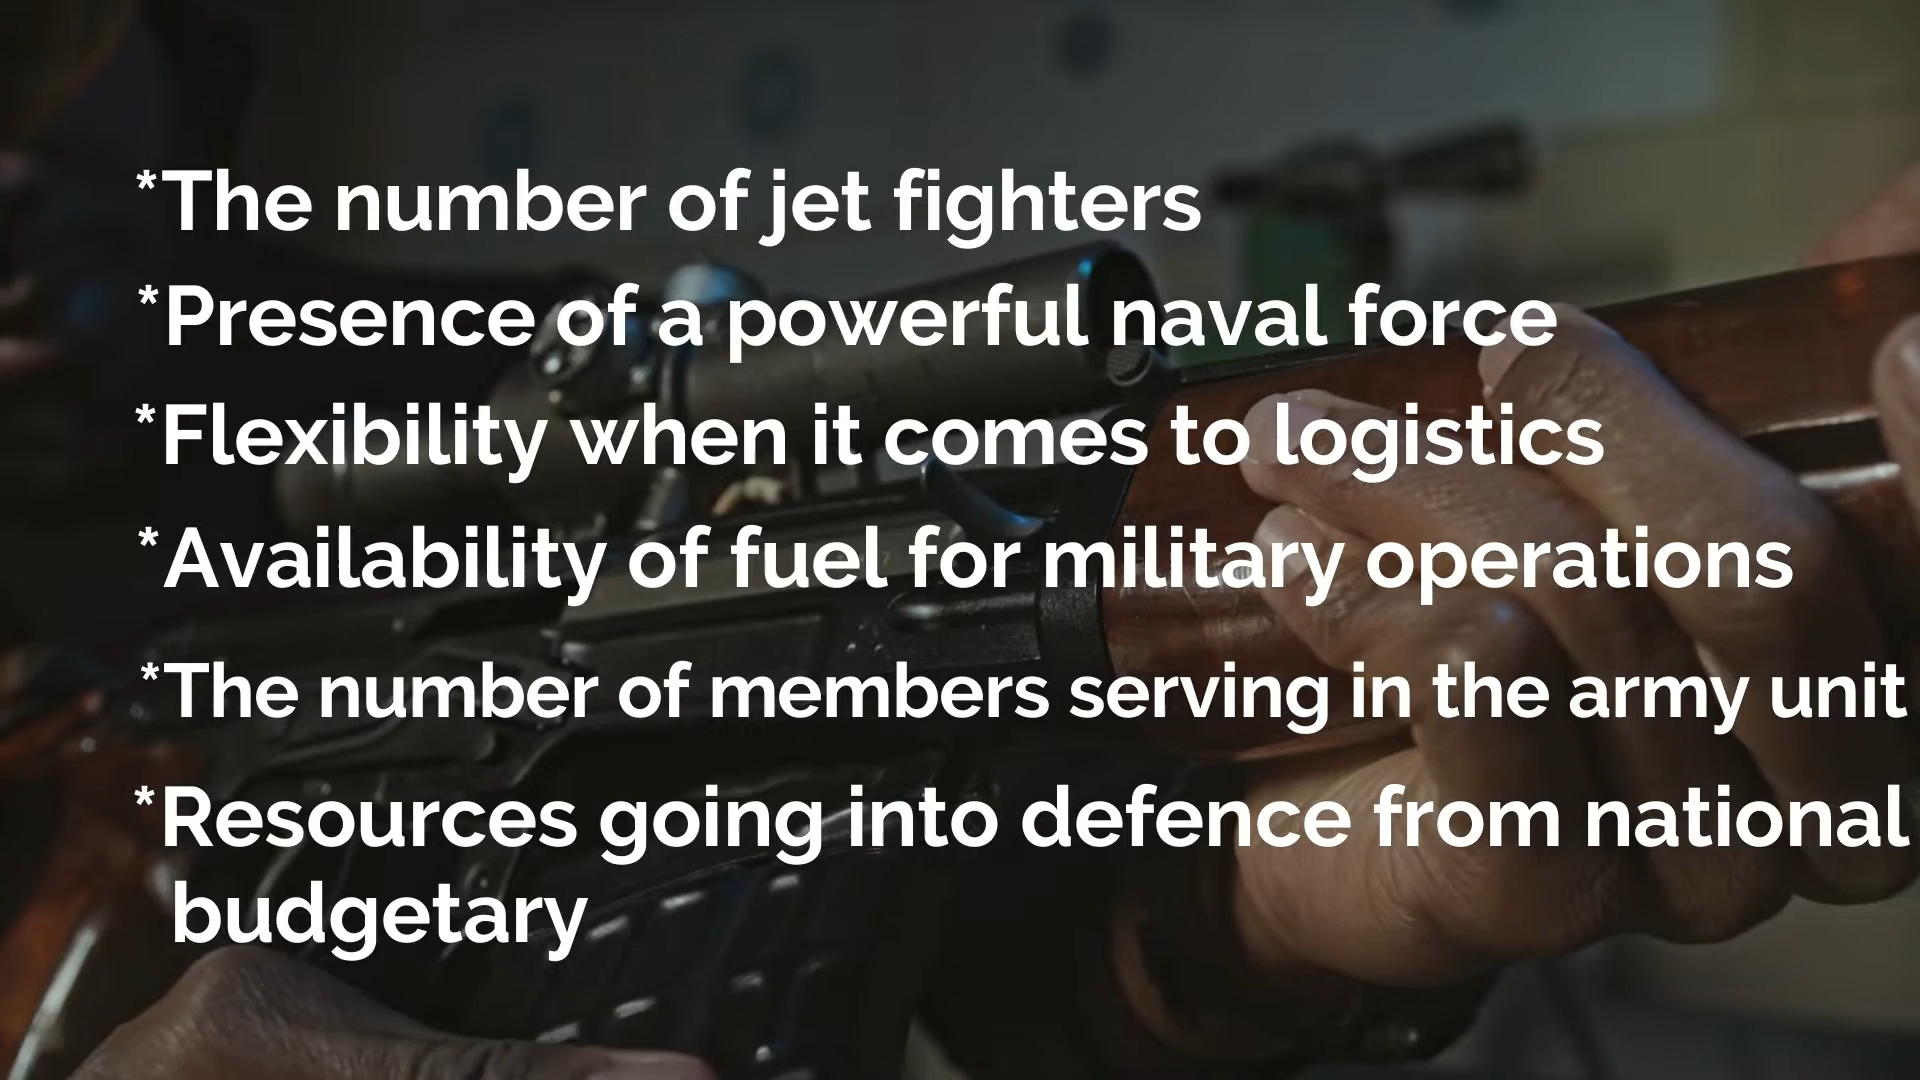 *The number of jet fighters
*Presence of a powerful naval force
*Flexibility when it comes to logistics
*Availability of fuel for military operations
*The number of members serving in the army unit
*Resources going into defence from national
budgetary